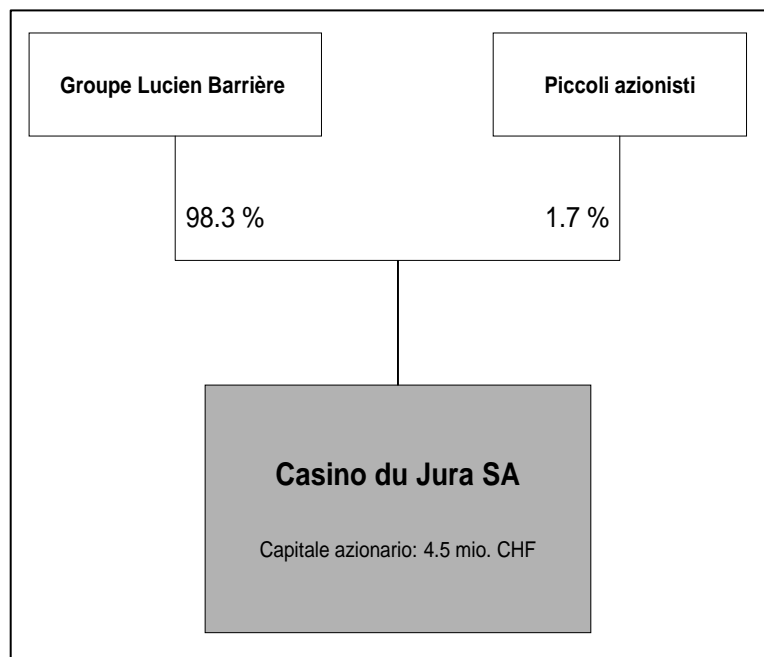 Groupe Lucien Barrière
Piccoli azionisti
98.3 %
1.7 %
Casino du Jura SA
Capitale azionario: 4.5 mio. CHF